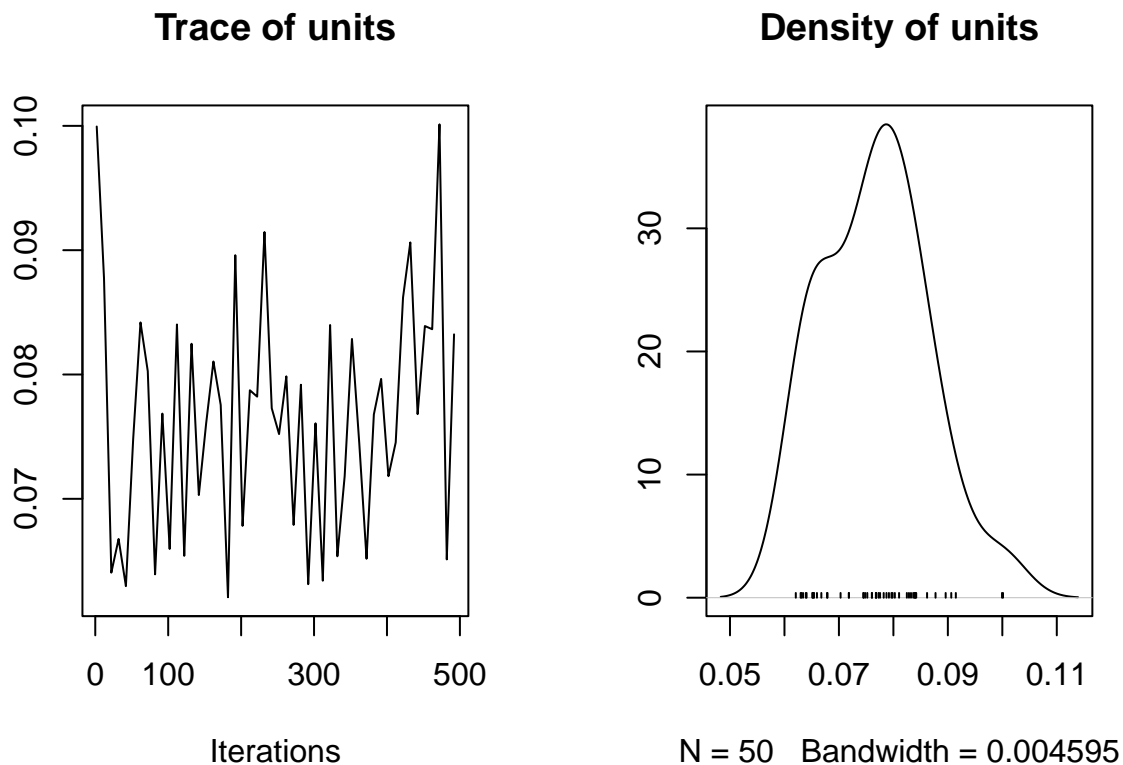 Trace of units
0.10
0.09
0.08
0.07
0 100 300 500
Iterations
Density of units
30
20
10
0
0.05 0.07 0.09 0.11
N = 50 Bandwidth = 0.004595